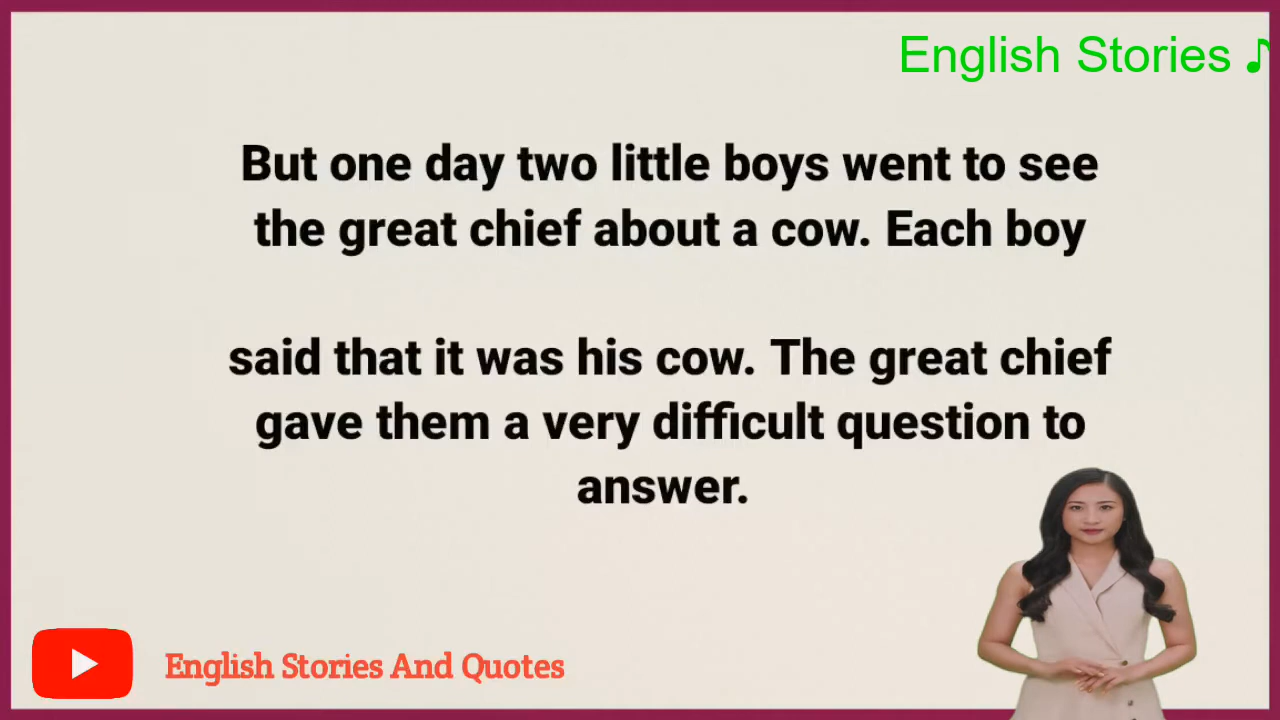 English Stories ♪
But one day two little boys went to see
the great chief about a cow. Each boy
said that it was his cow. The great chief
gave them a very difficult question to
answer.
English Stories And Quotes